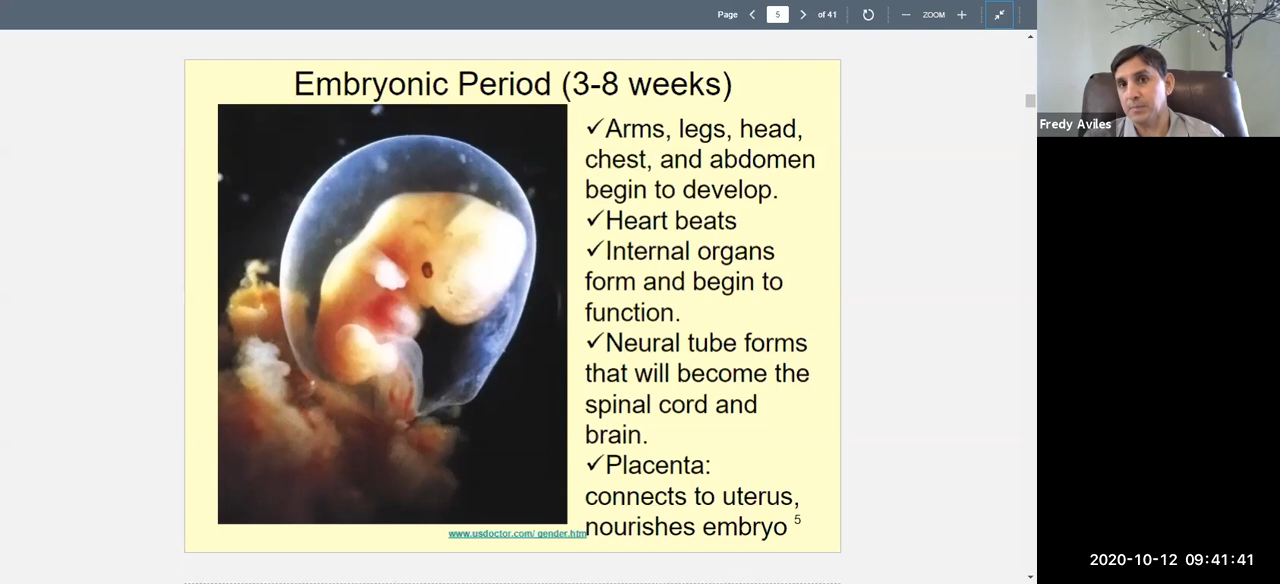 Page 5 of 41 ZOOM
Embryonic Period (3-8 weeks)
✓Arms, legs, head,
chest, and abdomen
begin to develop.
✓Heart beats
✓Internal organs
form and begin to
function.
✓Neural tube forms
that will become the
spinal cord and
brain.
✓Placenta:
connects to uterus,
nourishes embryo 5
www.usdoctor.com/ gender.htm
Fredy Aviles
2020-10-12 09:41:41